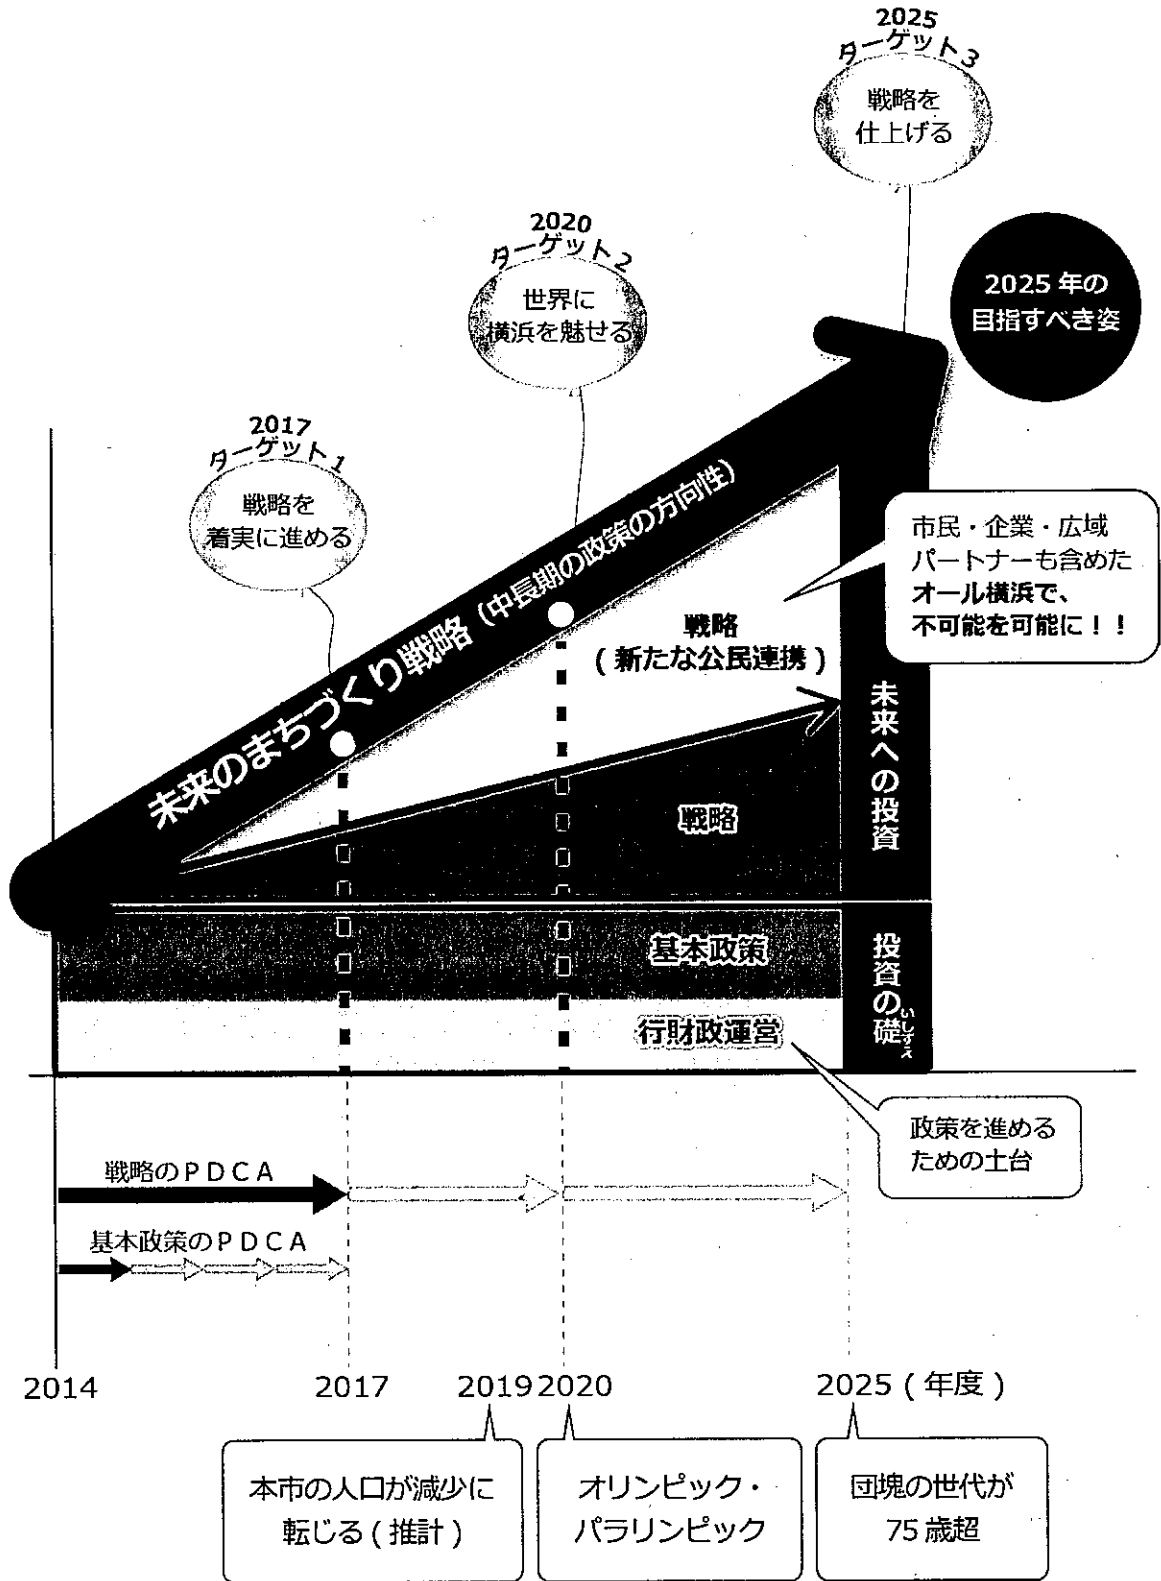 2025
ターゲット3
戦略を
仕上げる
2020
ターゲット2
世界に
横浜を魅せる
2025 年の
目指すべき姿
2017
ターゲット1
戦略を
着実に進める
未来のまちづくり戦略（中長期の政策の方向性）
市民・企業・広域
パートナーも含めた
オール横浜で、
不可能を可能に！！
戦略
（新たな公民連携）
未来への投資
戦略
基本政策
投資の礎
いしずえ
行財政運営
政策を進める
ための土台
戦略のＰＤＣＡ
基本政策のＰＤＣＡ
2014
2017
2019
2020
2025（年度）
本市の人口が減少に
転じる（推計）
オリンピック・
パラリンピック
団塊の世代が
75 歳超